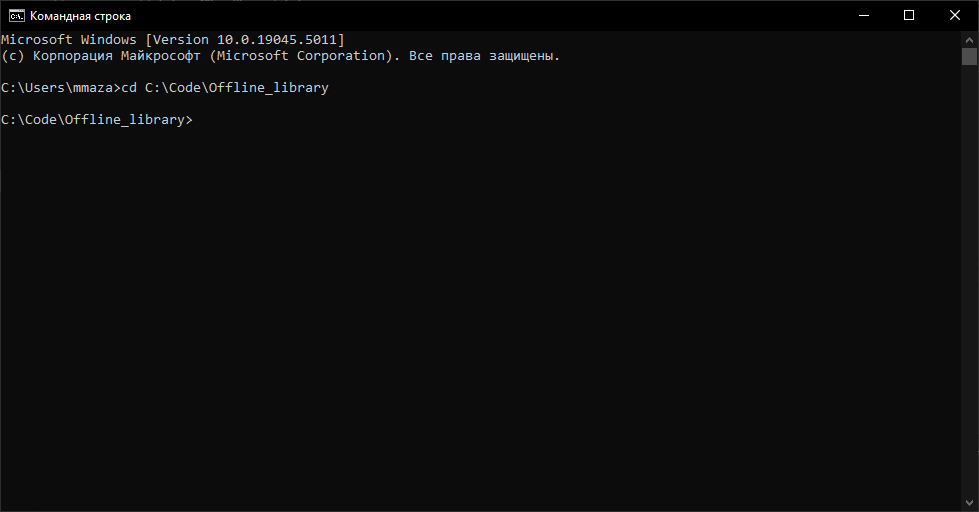 Командная строка
Microsoft Windows [Version 10.0.19045.5011]
(c) Корпорация Майкрософт (Microsoft Corporation). Все права защищены.
C:\Users\mmaza>cd C:\Code\Offline_library
C:\Code\Offline_library>